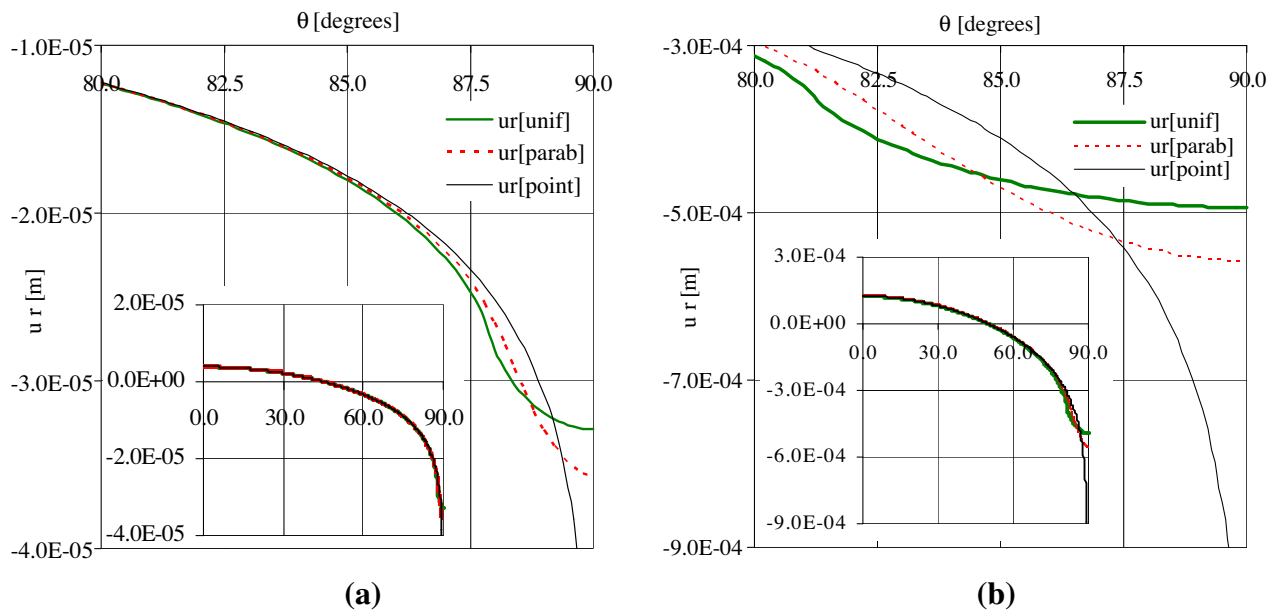 θ [degrees]
-1.0E-05
80.0 82.5 85.0 87.5 90.0
ur[unif]
ur[parab]
ur[point]
-2.0E-05
u r [m]
2.0E-05
-3.0E-05
0.0E+00
0.0 30.0 60.0 90.0
-2.0E-05
-4.0E-05
-4.0E-05
(a)
θ [degrees]
-3.0E-04
80.0 82.5 85.0 87.5 90.0
ur[unif]
ur[parab]
ur[point]
-5.0E-04
u r [m]
3.0E-04
0.0E+00
0.0 30.0 60.0 90.0
-7.0E-04
-3.0E-04
-6.0E-04
-9.0E-04
-9.0E-04
(b)